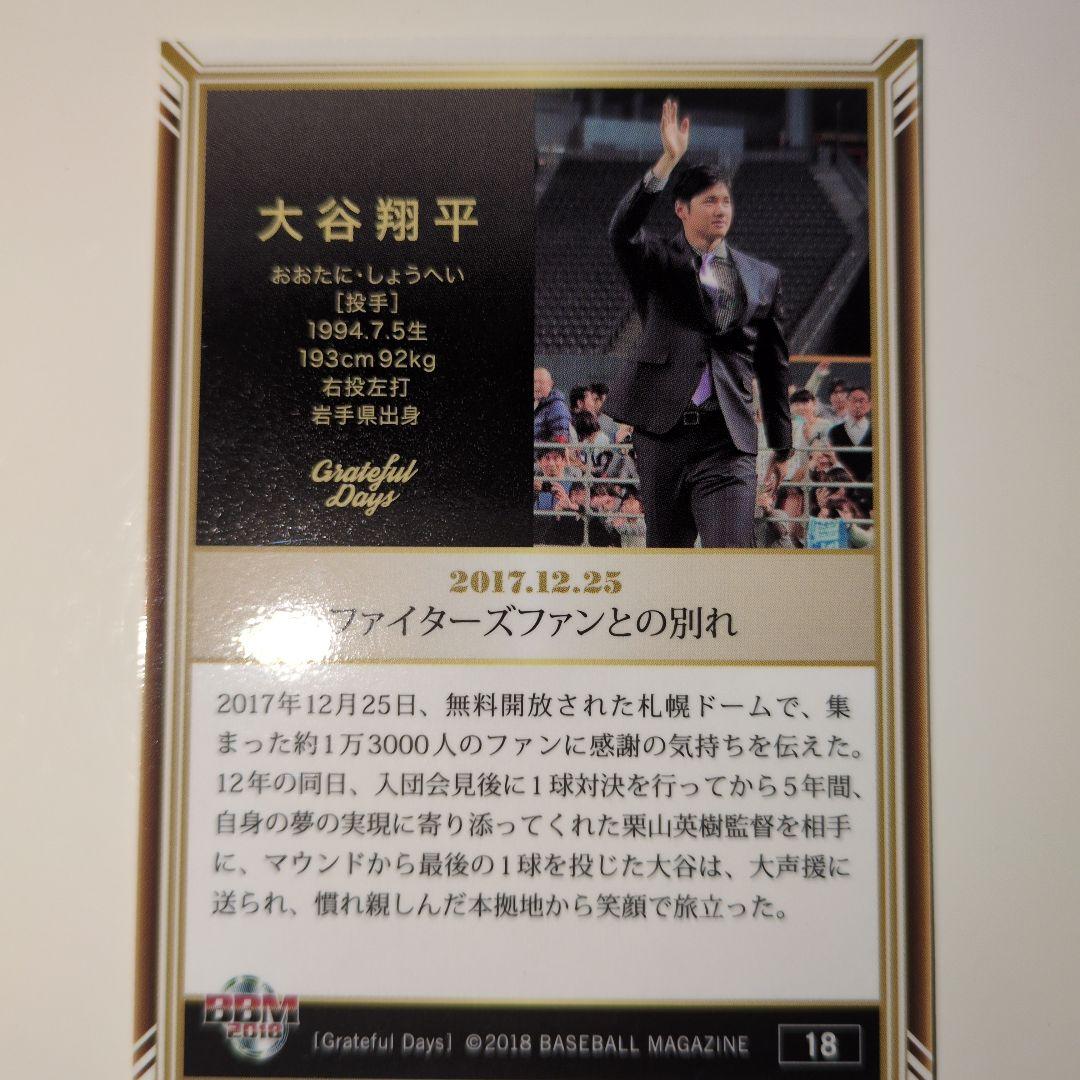 大谷翔平
おおたに・しょうへい
[投手]
1994.7.5生
193cm 92kg
右投左打
岩手県出身
Grateful
Days
2017.12.25
ファイターズファンとの別れ
2017年12月25日、無料開放された札幌ドームで、集
まった約1万3000人のファンに感謝の気持ちを伝えた。
12年の同日、入団会見後に1球対決を行ってから5年間、
自身の夢の実現に寄り添ってくれた栗山英樹監督を相手
に、マウンドから最後の1球を投じた大谷は、大声援に
送られ、慣れ親しんだ本拠地から笑顔で旅立った。
BBM
2018
[Grateful Days] ©2018 BASEBALL MAGAZINE
18